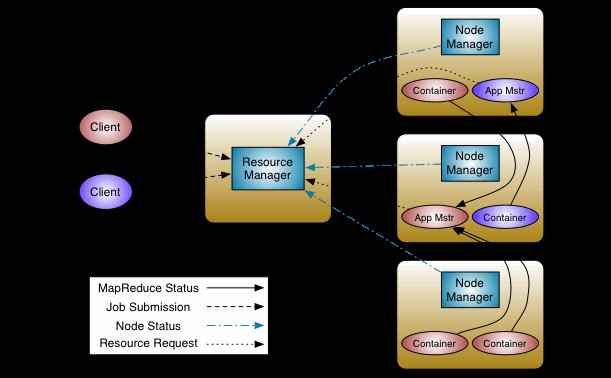 Node
Manager
Container
App Mstr
Client
Resource
Manager
Node
Manager
Client
App Mstr
Container
Node
Manager
MapReduce Status
Job Submission
Node Status
Resource Request
Container
Container